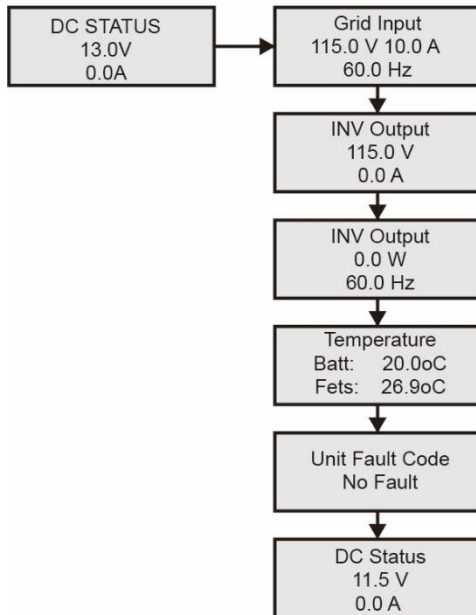 DC STATUS
13.0V
0.0A
Grid Input
115.0 V 10.0 A
60.0 Hz
INV Output
115.0 V
0.0 A
INV Output
0.0 W
60.0 Hz
Temperature
Batt: 20.0oC
Fets: 26.9oC
Unit Fault Code
No Fault
DC Status
11.5 V
0.0 A